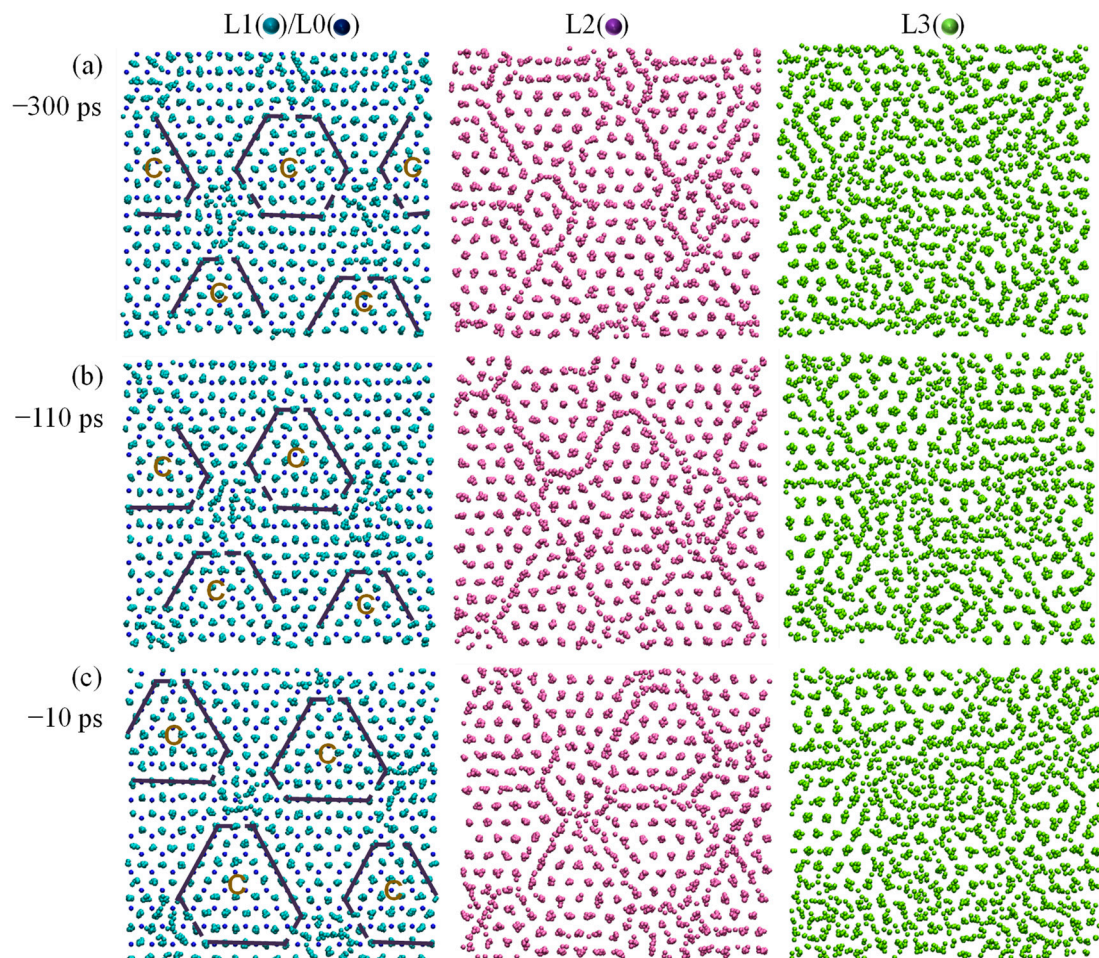 L1()/L0() L2() L3()
(a)
−300 ps
C C C
C C
(b)
−110 ps
C C
C C
(c)
−10 ps
C C
C C